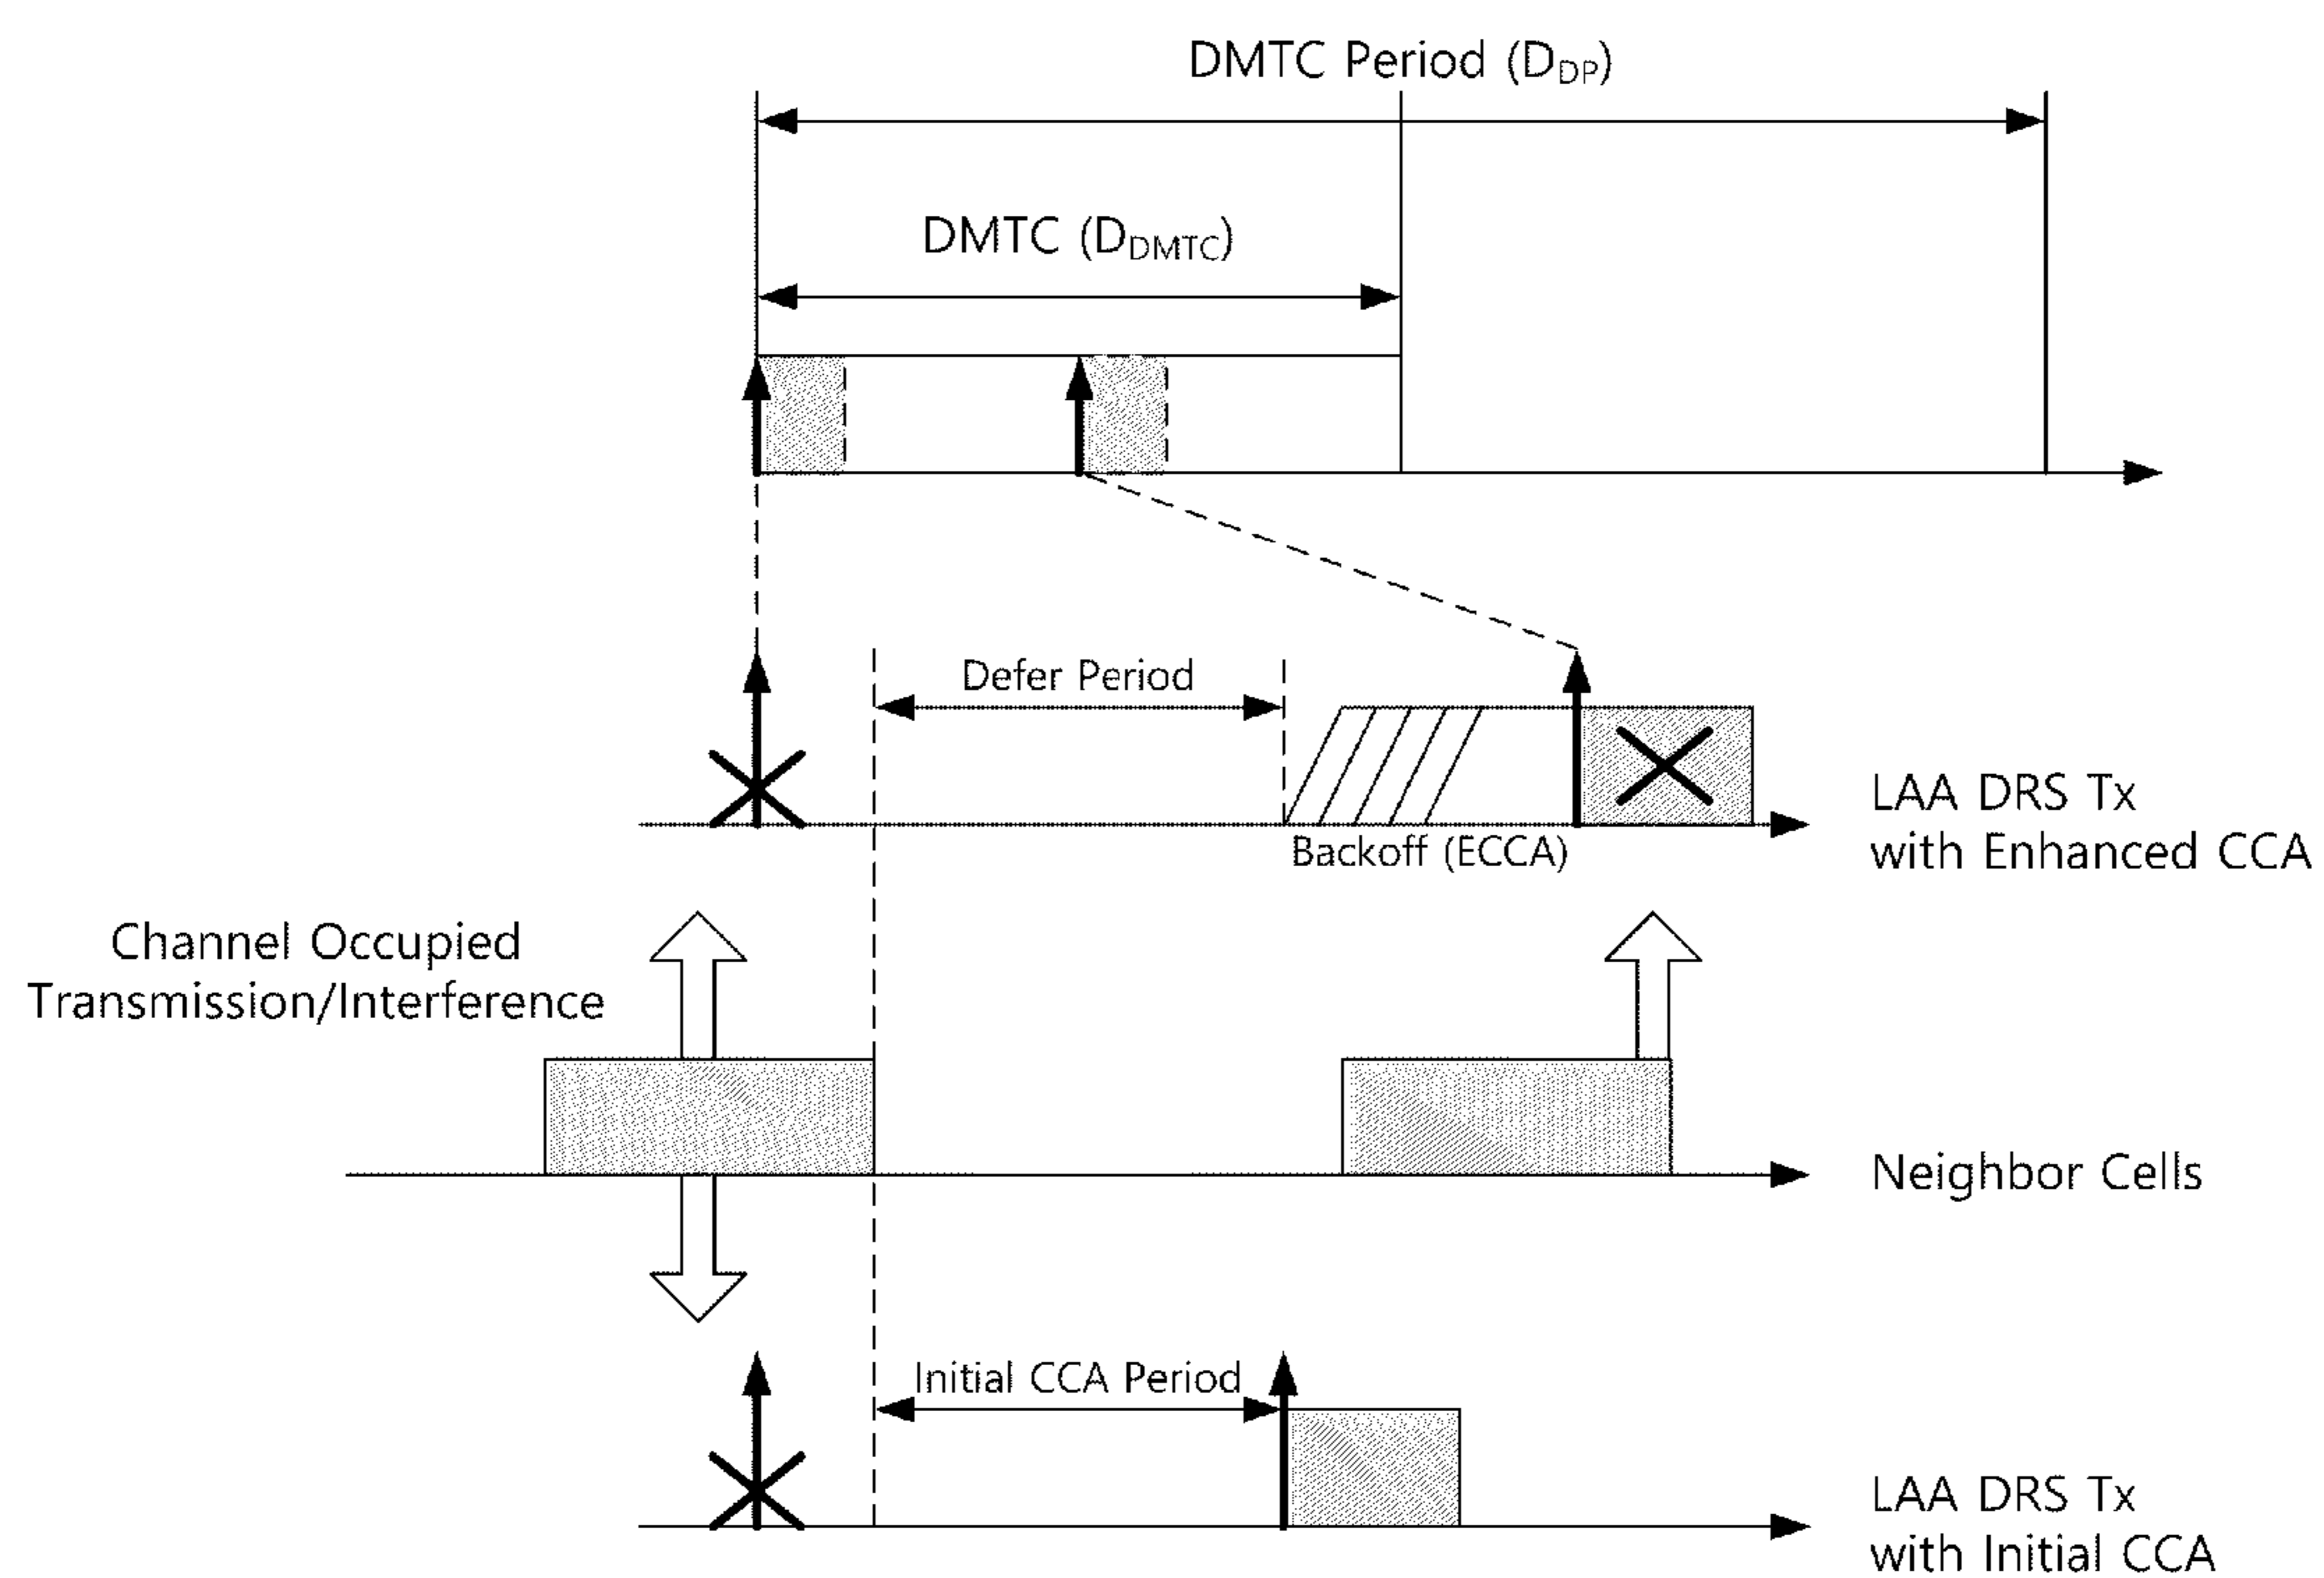 DMTC Period (DDP)
DMTC (DDMTC)
Defer Period
Backoff (ECCA)
LAA DRS Tx
with Enhanced CCA
Channel Occupied
Transmission/Interference
Neighbor Cells
Initial CCA Period
LAA DRS Tx
with Initial CCA